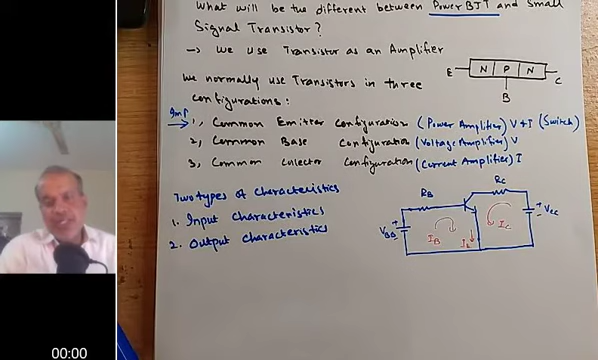 What will be the different between Power BJT and Small
Signal Transistor?
→ We use Transistor as an Amplifier
We normally use Transistors in three
configurations:
E N P N C
B
Imp
→ 1, Common Emitter Configuration (Power Amplifier) V & I (Switch)
2, Common Base Configuration (Voltage Amplifier) V
3, Common Collector Configuration (Current Amplifier) I
Two types of Characteristics
1. Input Characteristics
2. Output Characteristics
RB RC
VBB + - IB IE IC + - VCC
00:00